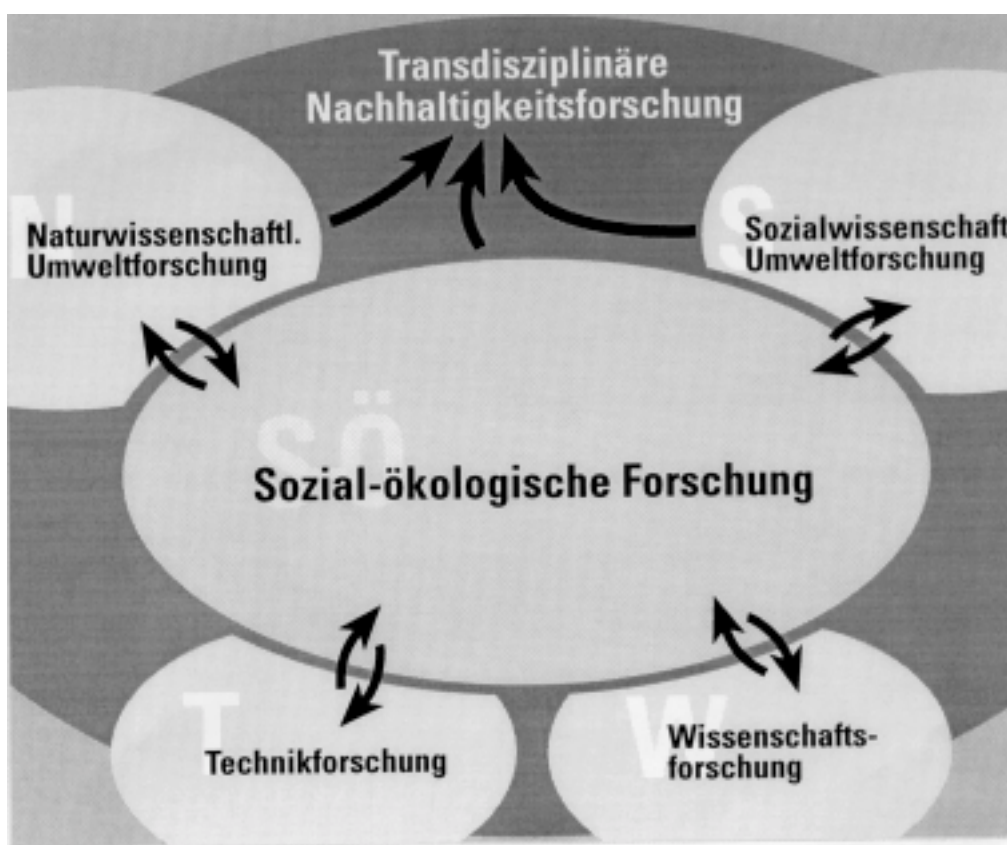 Transdisziplinäre
Nachhaltigkeitsforschung
N
Naturwissenschaftl.
Umweltforschung
S
Sozialwissenschaft
Umweltforschung
SÖ
Sozial-ökologische Forschung
T
Technikforschung
W
Wissenschafts-
forschung